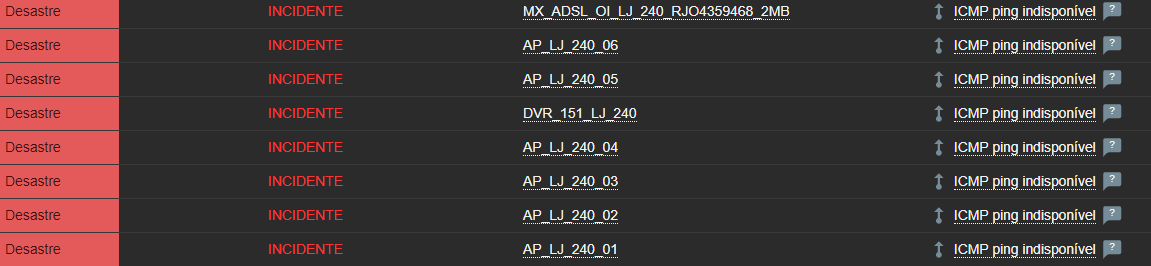 Desastre INCIDENTE MX_ADSL_OI_LJ_240_RJO4359468_2MB ICMP ping indisponível ?
Desastre INCIDENTE AP_LJ_240_06 ICMP ping indisponível ?
Desastre INCIDENTE AP_LJ_240_05 ICMP ping indisponível ?
Desastre INCIDENTE DVR_151_LJ_240 ICMP ping indisponível ?
Desastre INCIDENTE AP_LJ_240_04 ICMP ping indisponível ?
Desastre INCIDENTE AP_LJ_240_03 ICMP ping indisponível ?
Desastre INCIDENTE AP_LJ_240_02 ICMP ping indisponível ?
Desastre INCIDENTE AP_LJ_240_01 ICMP ping indisponível ?